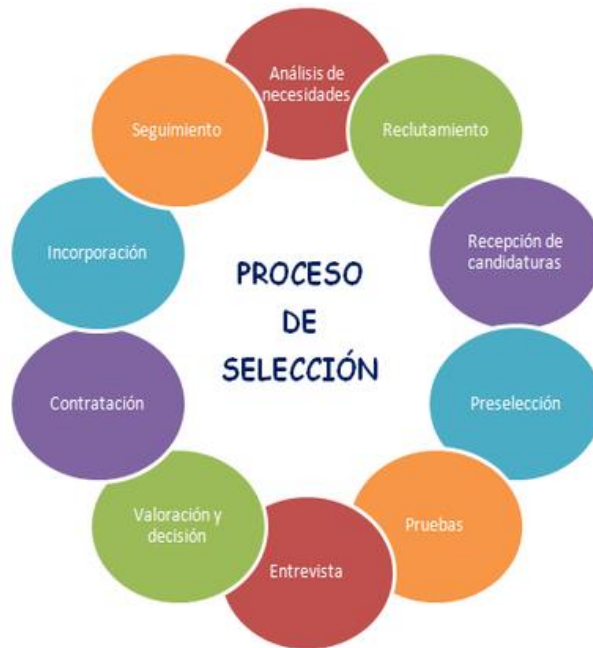 Análisis de
necesidades
Reclutamiento
Recepción de
candidaturas
Preselección
Pruebas
Entrevista
Valoración y
decisión
Contratación
Incorporación
Seguimiento
PROCESO
DE
SELECCIÓN